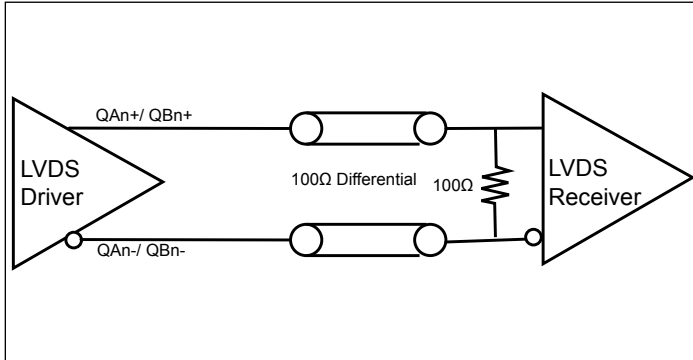 QAn+/ QBn+
LVDS
Driver
100Ω Differential
100Ω
LVDS
Receiver
QAn-/ QBn-